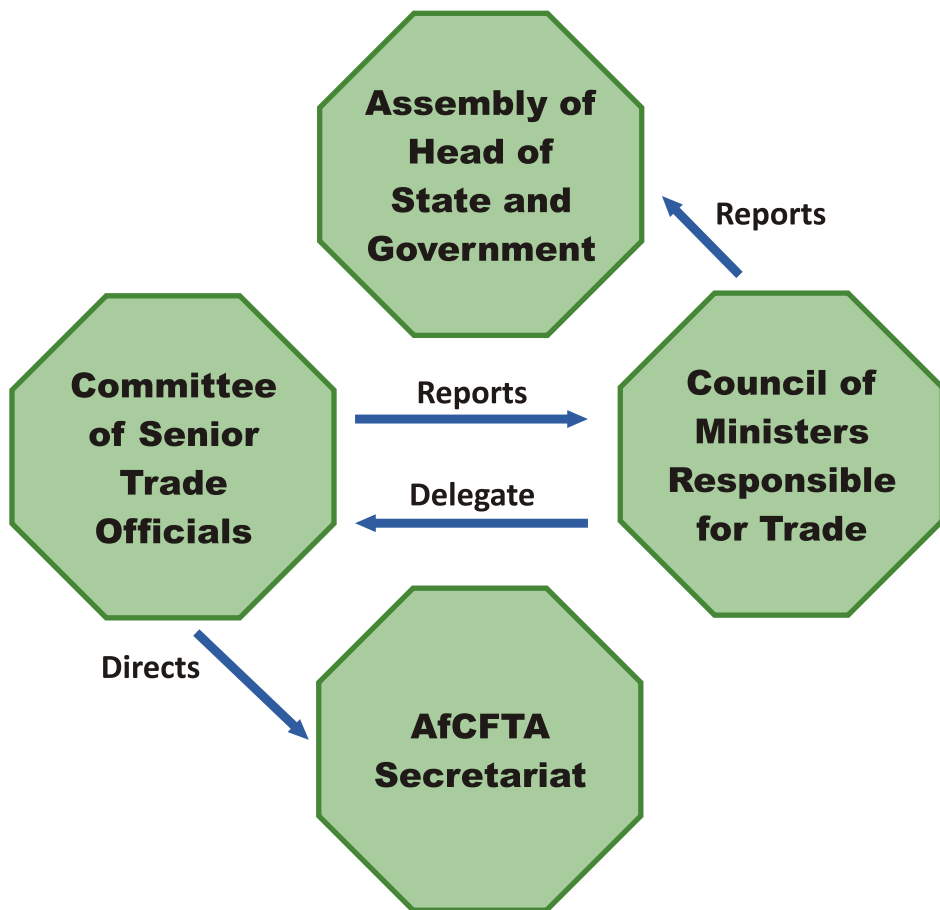 Assembly of
Head of
State and
Government
Reports
Committee
of Senior
Trade
Officials
Reports
Delegate
Council of
Ministers
Responsible
for Trade
Directs
AfCFTA
Secretariat